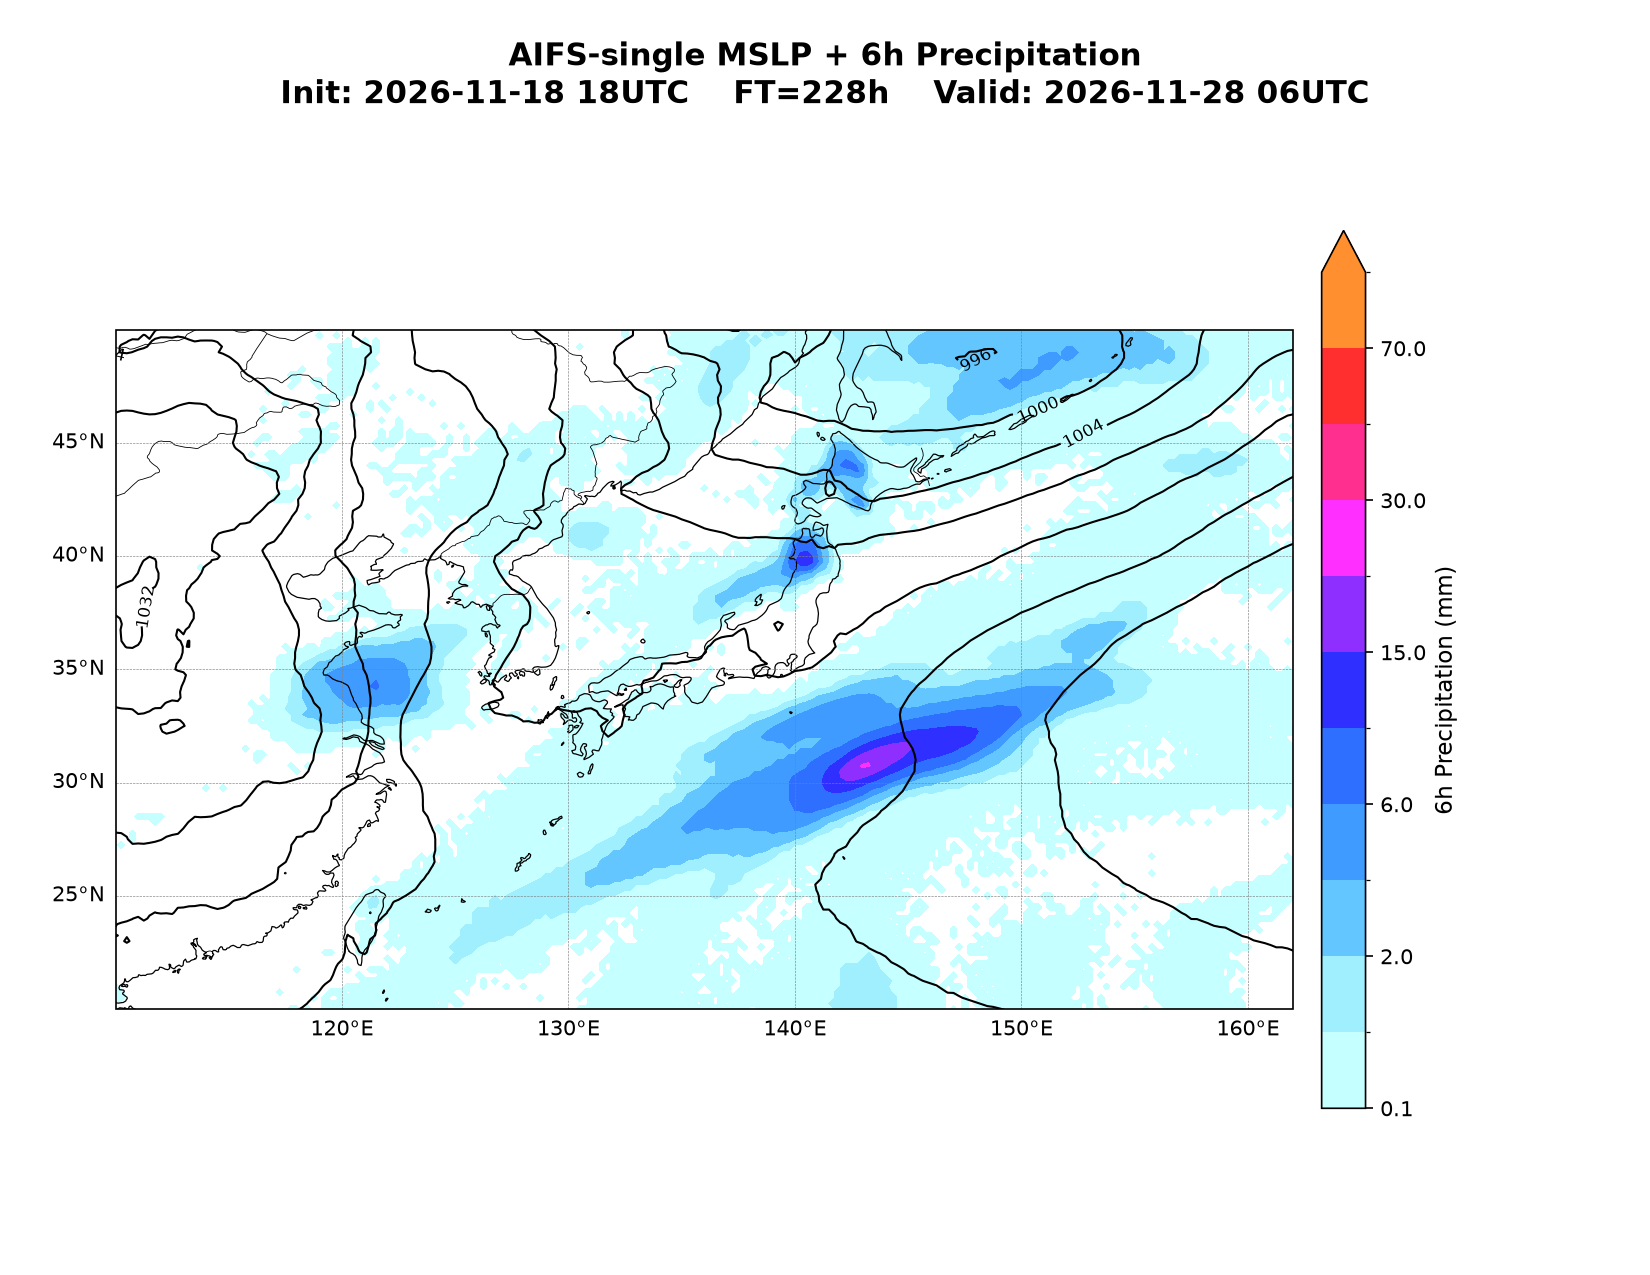 AIFS-single MSLP + 6h Precipitation
Init: 2026-11-18 18UTC    FT=228h    Valid: 2026-11-28 06UTC
70.0
30.0
15.0
6.0
2.0
0.1
6h Precipitation (mm)
45°N
40°N
35°N
30°N
25°N
120°E
130°E
140°E
150°E
160°E
4
996
1000
1004
1032